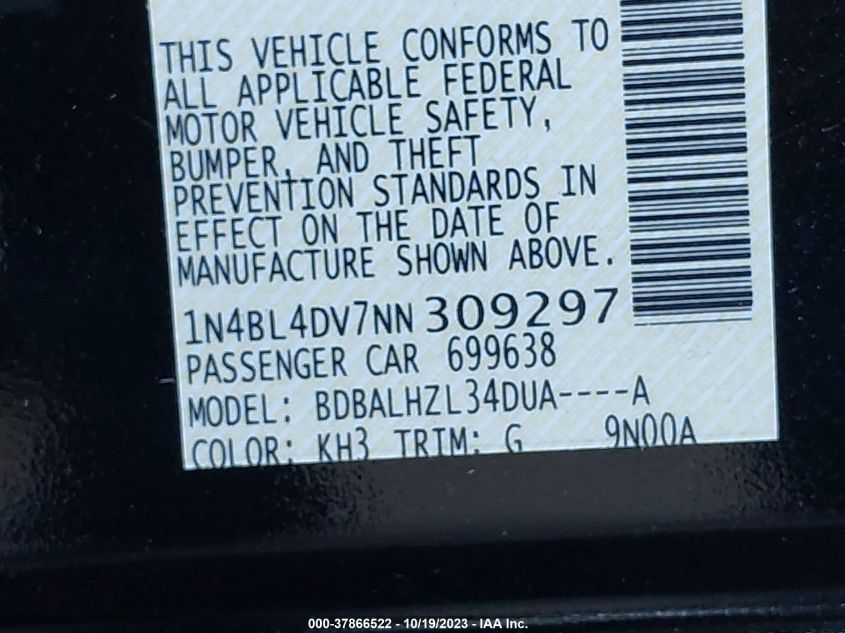 THIS VEHICLE CONFORMS TO
ALL APPLICABLE FEDERAL
MOTOR VEHICLE SAFETY,
BUMPER, AND THEFT
PREVENTION STANDARDS IN
EFFECT ON THE DATE OF
MANUFACTURE SHOWN ABOVE.
1N4BL4DV7NN 309297
PASSENGER CAR 699638
MODEL: BDBALHZL34DUA----A
COLOR: KH3 TRIM: G 9N00A
000-37866522 - 10/19/2023 - IAA Inc.